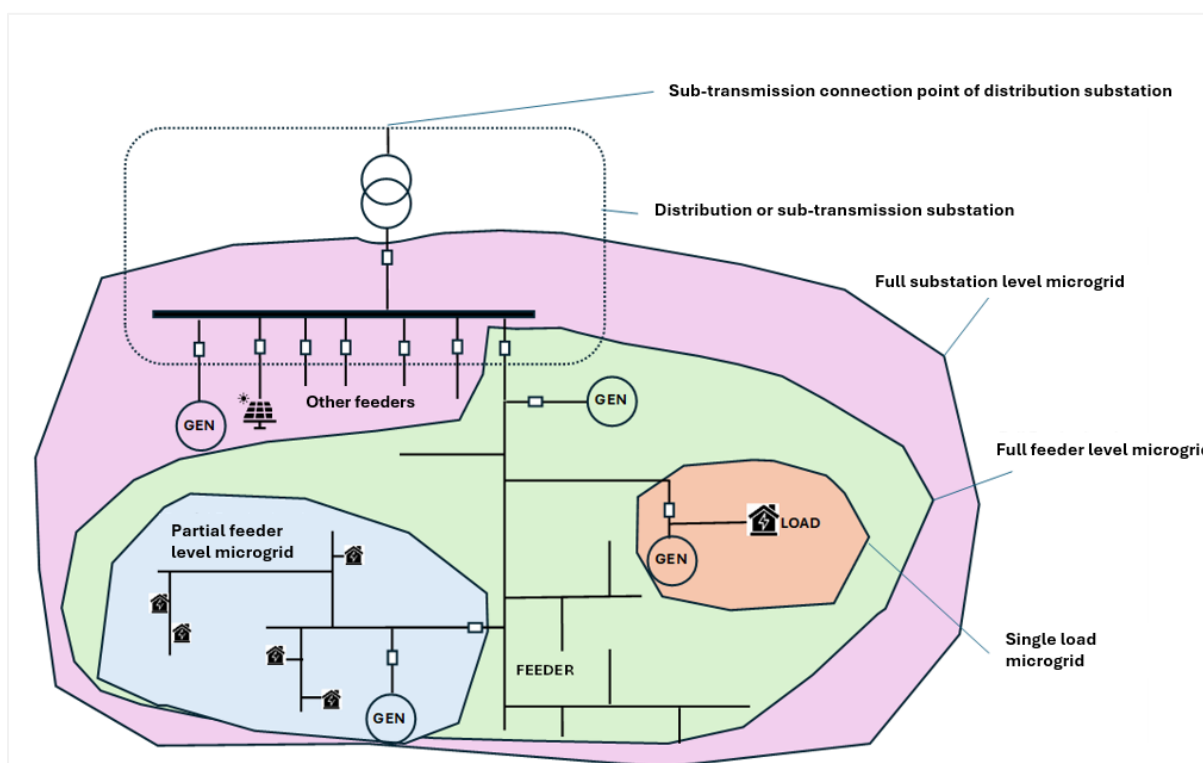 Sub-transmission connection point of distribution substation
Distribution or sub-transmission substation
Full substation level microgrid
Other feeders
GEN
GEN
Full feeder level microgrid
LOAD
Partial feeder
level microgrid
GEN
Single load
microgrid
FEEDER
GEN